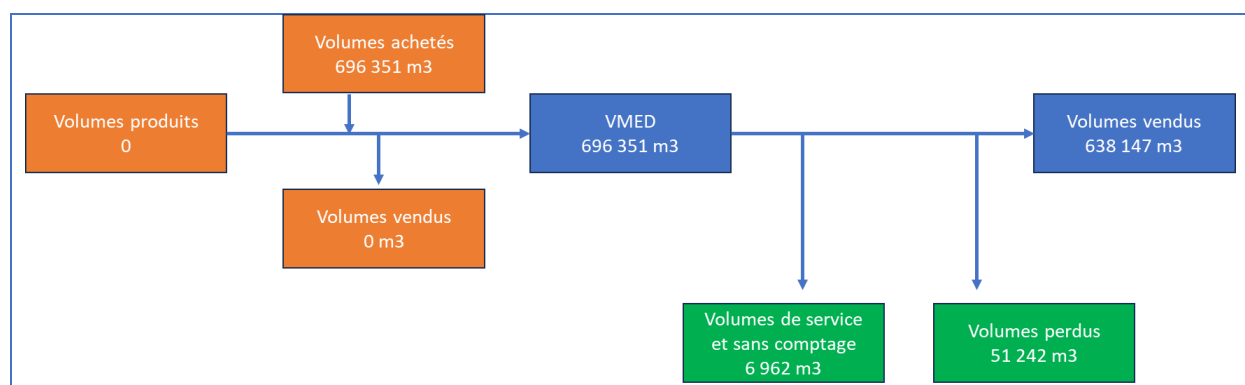 Volumes achetés
696 351 m3
Volumes produits
0
VMED
696 351 m3
Volumes vendus
638 147 m3
Volumes vendus
0 m3
Volumes de service
et sans comptage
6 962 m3
Volumes perdus
51 242 m3